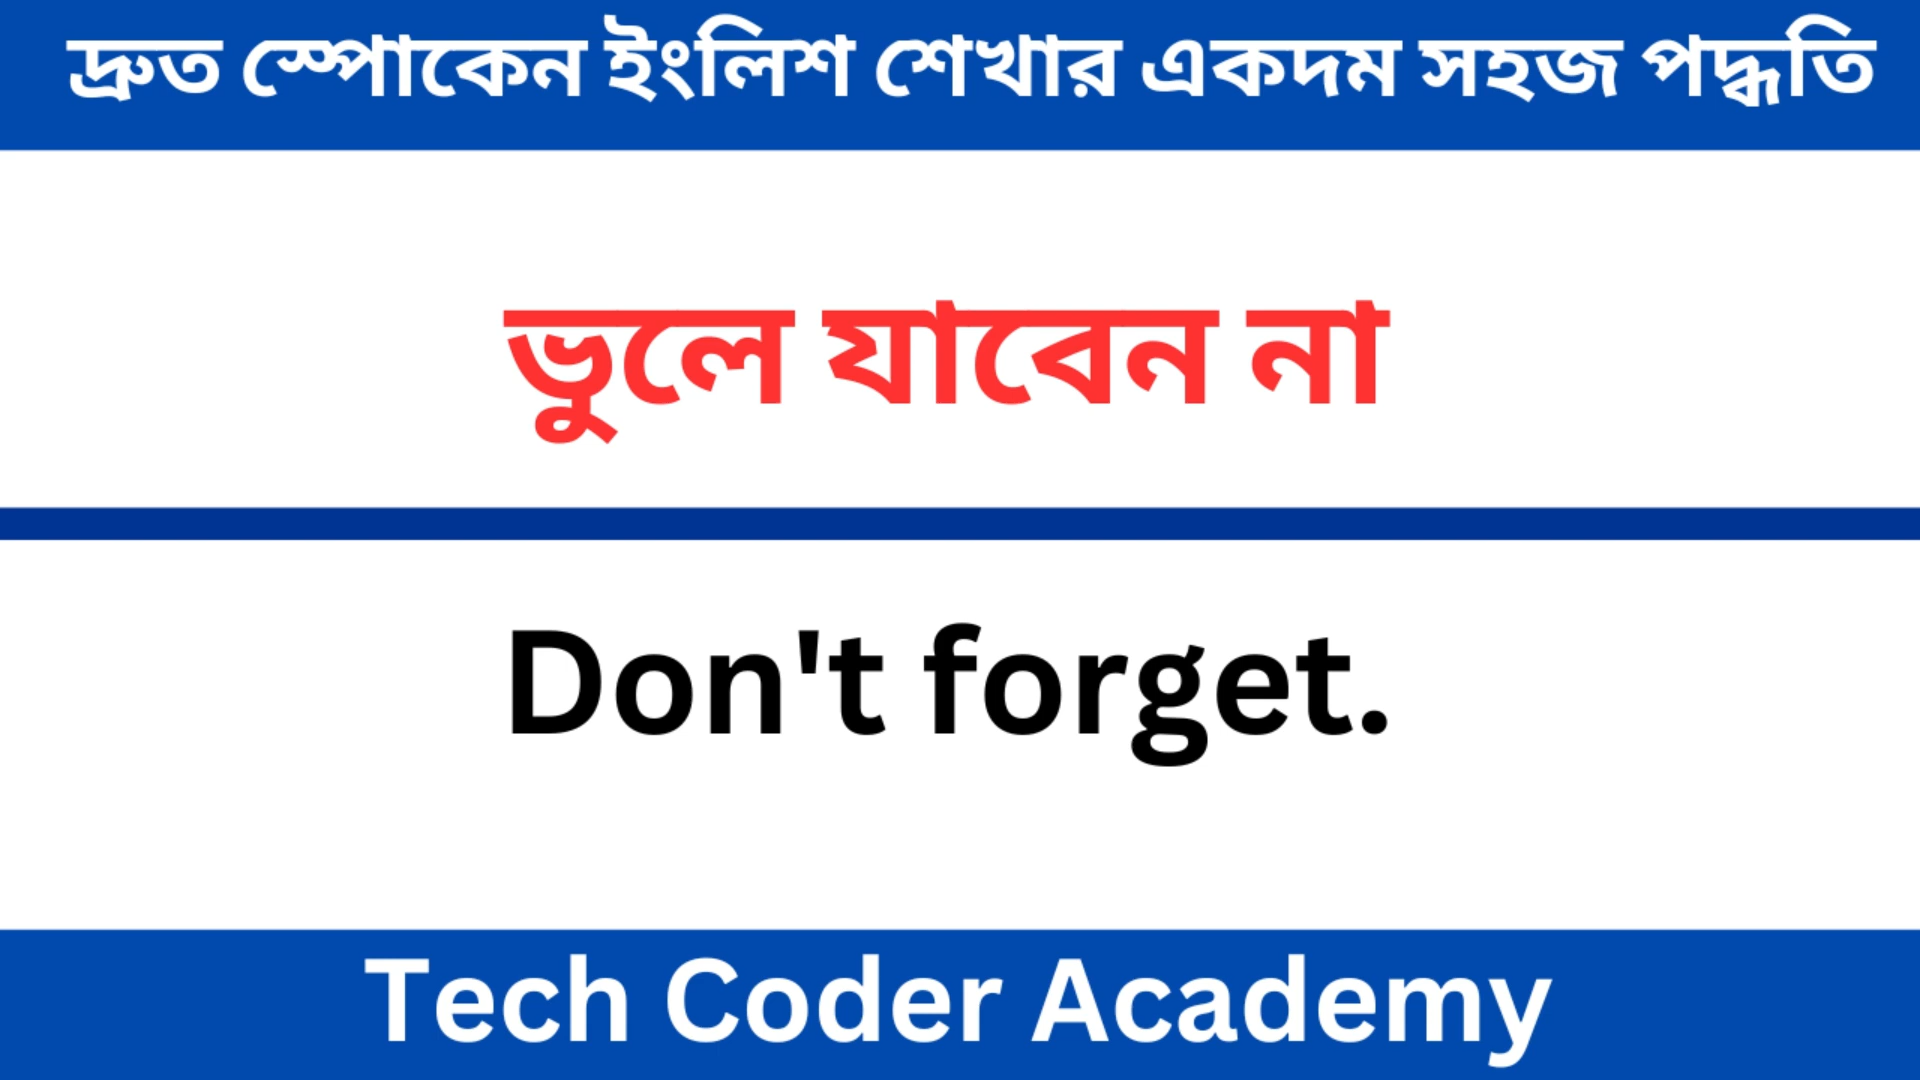 দ্রুত স্পোকেন ইংলিশ শেখার একদম সহজ পদ্ধতি
ভুলে যাবেন না
Don't forget.
Tech Coder Academy